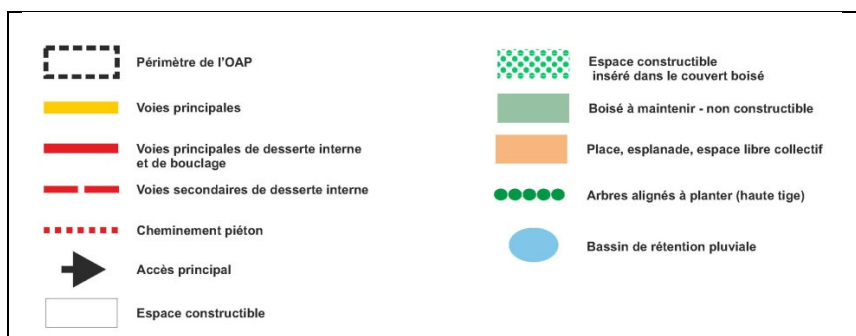 Périmètre de l'OAP
Voies principales
Voies principales de desserte interne
et de bouclage
Voies secondaires de desserte interne
Cheminement piéton
Accès principal
Espace constructible
Espace constructible
inséré dans le couvert boisé
Boisé à maintenir - non constructible
Place, esplanade, espace libre collectif
Arbres alignés à planter (haute tige)
Bassin de rétention pluviale